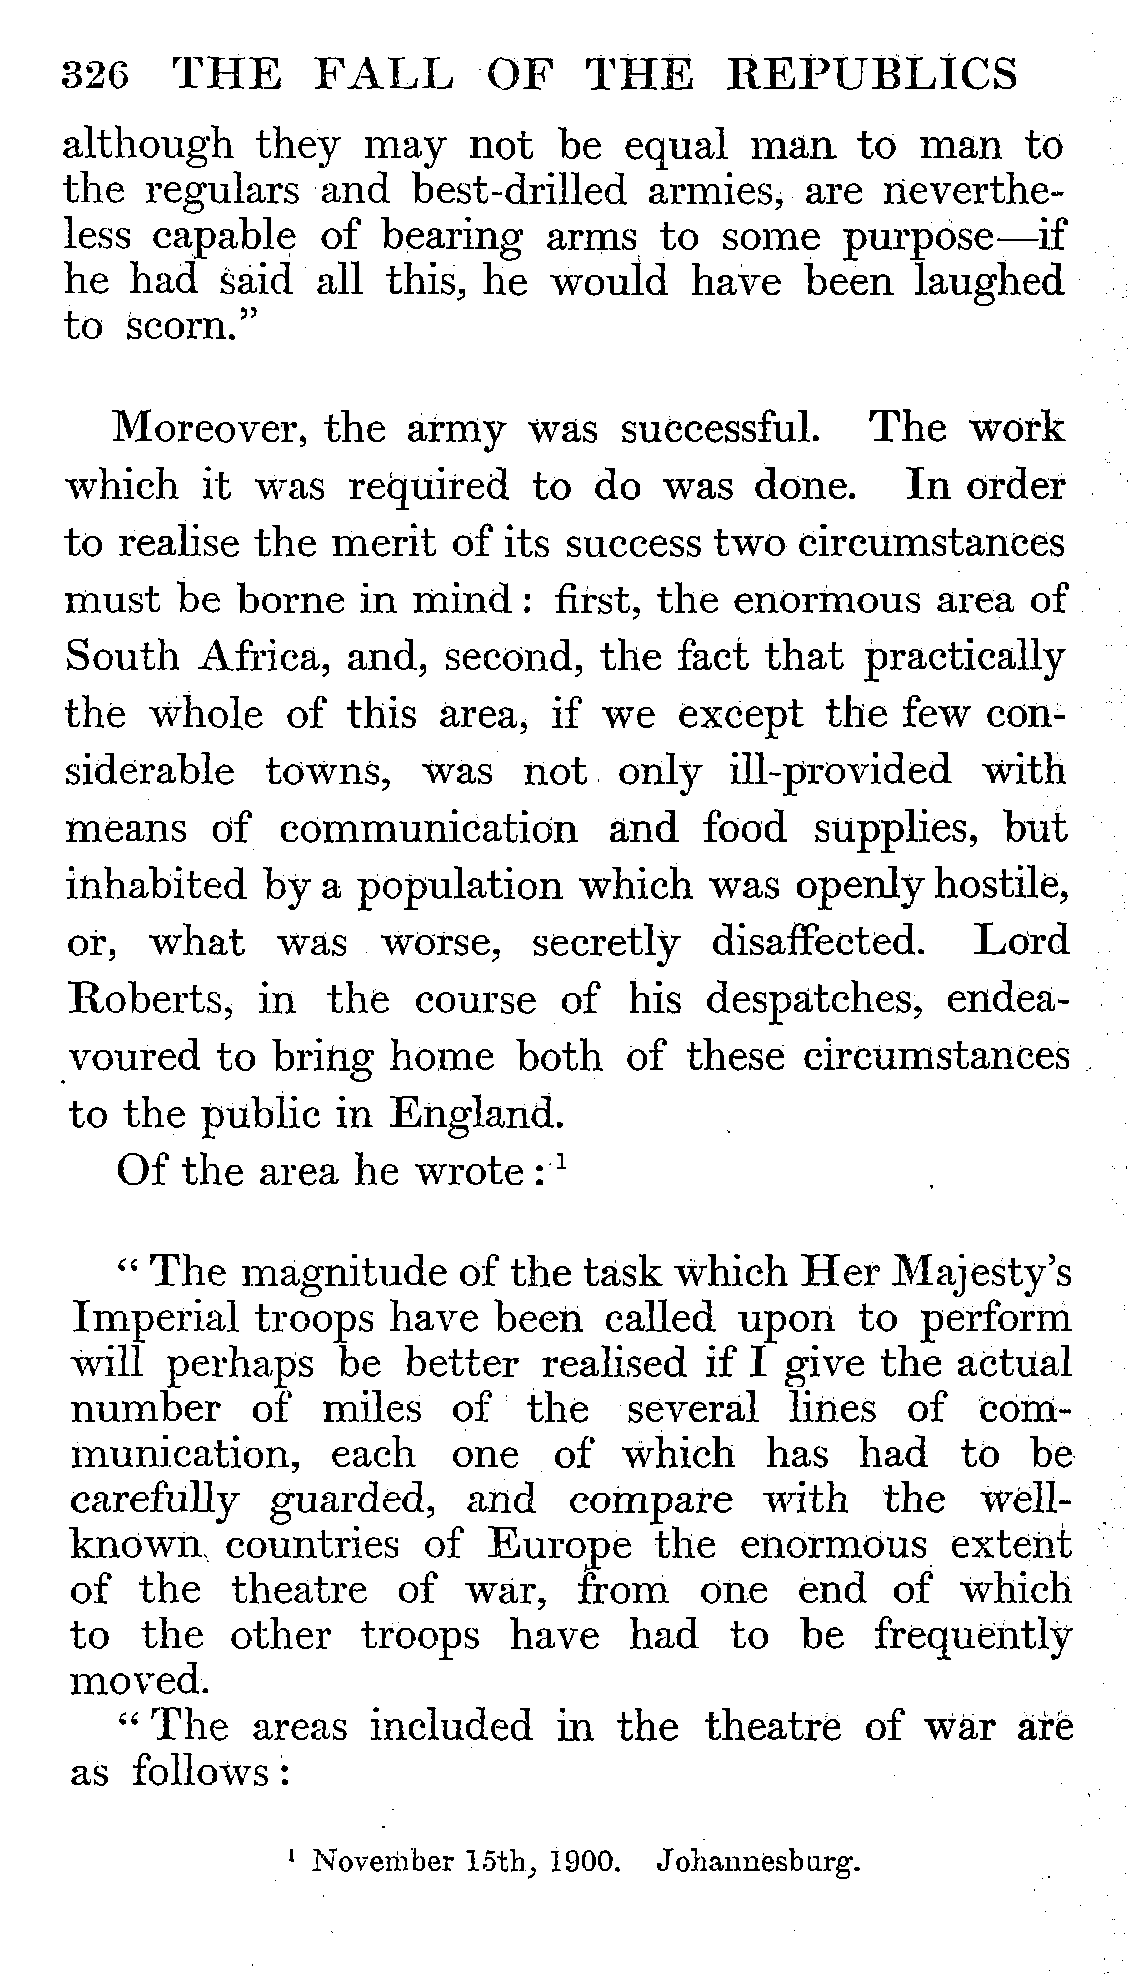 326 THE FALL OF THE REPUBLICS
although they may not be equal man to man to
the regulars and best-drilled armies, are neverthe-
less capable of bearing arms to some purpose—if
he had said all this, he would have been laughed
to scorn.”
Moreover, the army was successful. The work
which it was required to do was done. In order
to realise the merit of its success two circumstances
must be borne in mind : first, the enormous area of
South Africa, and, second, the fact that practically
the whole of this area, if we except the few con-
siderable towns, was not only ill-provided with
means of communication and food supplies, but
inhabited by a population which was openly hostile,
or, what was worse, secretly disaffected. Lord
Roberts, in the course of his despatches, endea-
voured to bring home both of these circumstances
to the public in England.
Of the area he wrote :¹
“ The magnitude of the task which Her Majesty’s
Imperial troops have been called upon to perform
will perhaps be better realised if I give the actual
number of miles of the several lines of com-
munication, each one of which has had to be
carefully guarded, and compare with the well-
known countries of Europe the enormous extent
of the theatre of war, from one end of which
to the other troops have had to be frequently
moved.
“ The areas included in the theatre of war are
as follows :
¹ November 15th, 1900. Johannesburg.